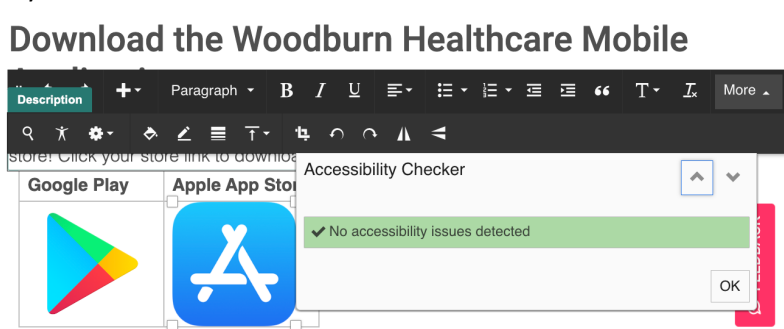 Download the Woodburn Healthcare Mobile
Description
Paragraph
B I U
T
More
store! Click your store link to downloa
Google Play Apple App Stor
Accessibility Checker
No accessibility issues detected
OK
FEEDBACK